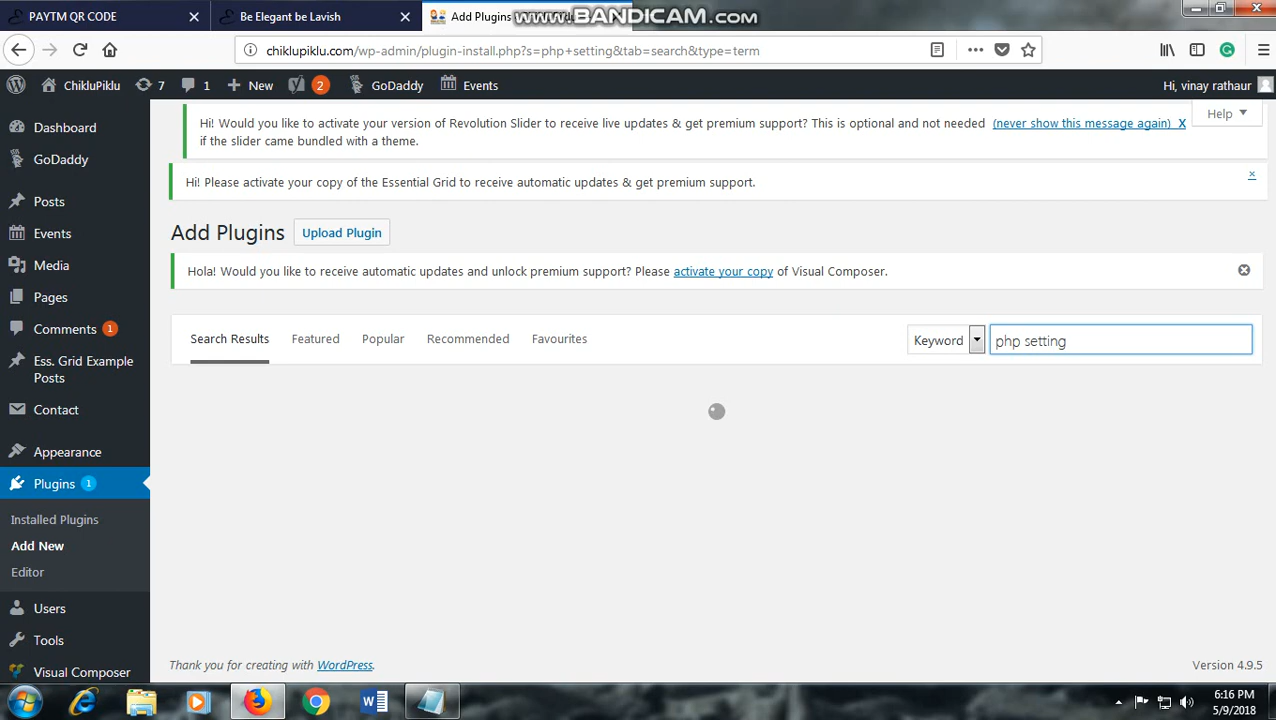 PAYTM QR CODE
Be Elegant be Lavish
Add Plugins
www.BANDICAM.com
chiklupiklu.com/wp-admin/plugin-install.php?s=php+setting&tab=search&type=term
ChikluPiklu
7
1
New
2
GoDaddy
Events
Hi, vinay rathaur
Dashboard
GoDaddy
Posts
Events
Media
Pages
Comments 1
Ess. Grid Example
Posts
Contact
Appearance
Plugins 1
Installed Plugins
Add New
Editor
Users
Tools
Visual Composer
Help
Hi! Would you like to activate your version of Revolution Slider to receive live updates & get premium support? This is optional and not needed (never show this message again) X
if the slider came bundled with a theme.
Hi! Please activate your copy of the Essential Grid to receive automatic updates & get premium support.
Add Plugins Upload Plugin
Hola! Would you like to receive automatic updates and unlock premium support? Please activate your copy of Visual Composer.
Search Results Featured Popular Recommended Favourites Keyword php setting
Thank you for creating with WordPress. Version 4.9.5
6:16 PM
5/9/2018